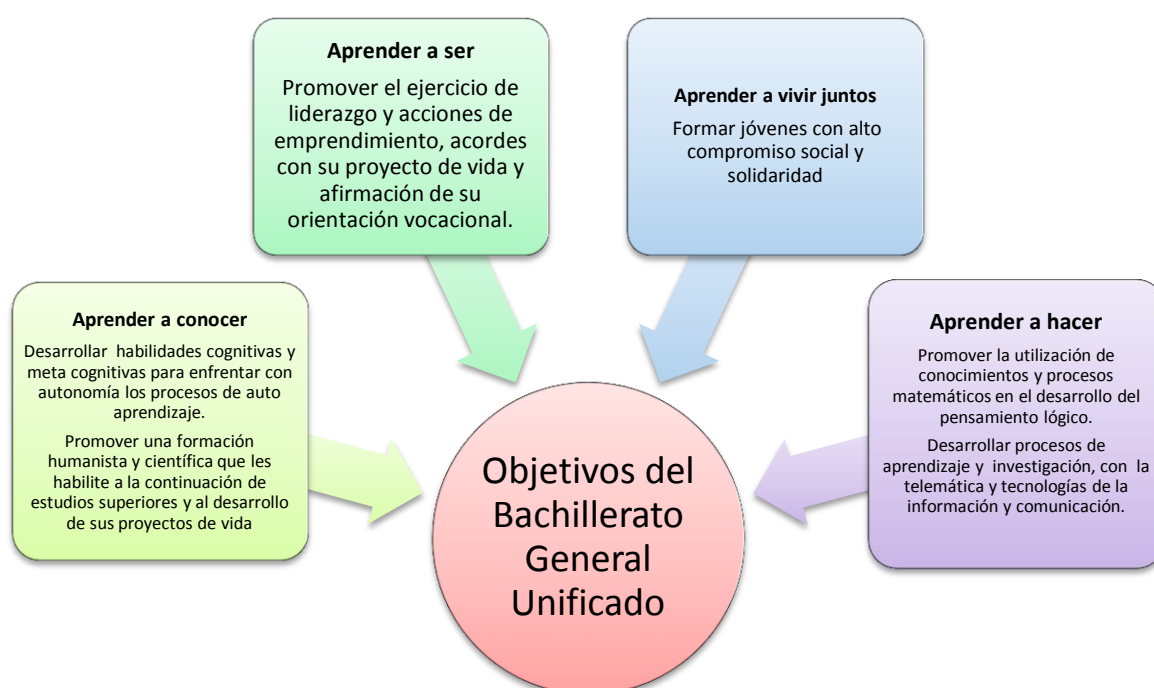 Aprender a ser
Promover el ejercicio de
liderazgo y acciones de
emprendimiento, acordes
con su proyecto de vida y
afirmación de su
orientación vocacional.
Aprender a vivir juntos
Formar jóvenes con alto
compromiso social y
solidaridad
Aprender a conocer
Desarrollar habilidades cognitivas y
meta cognitivas para enfrentar con
autonomía los procesos de auto
aprendizaje.
Promover una formación
humanista y científica que les
habilite a la continuación de
estudios superiores y al desarrollo
de sus proyectos de vida
Aprender a hacer
Promover la utilización de
conocimientos y procesos
matemáticos en el desarrollo del
pensamiento lógico.
Desarrollar procesos de
aprendizaje y investigación, con la
telemática y tecnologías de la
información y comunicación.
Objetivos del
Bachillerato
General
Unificado